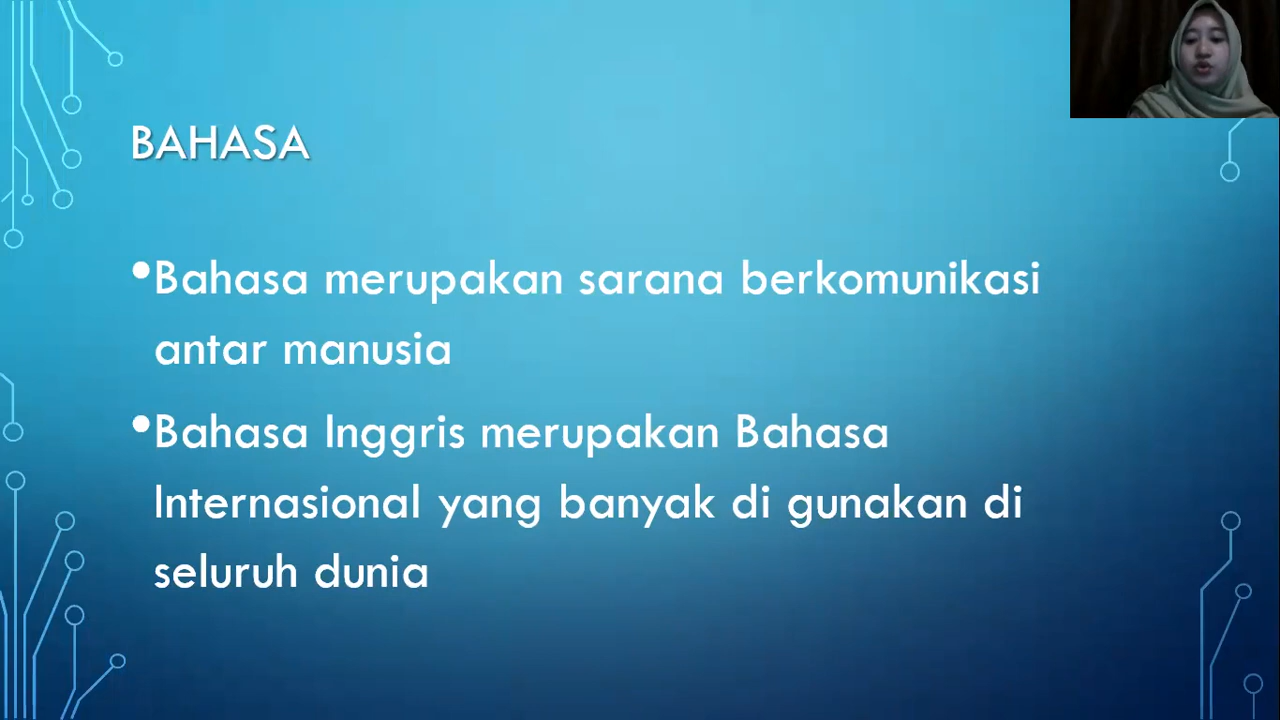 BAHASA
•Bahasa merupakan sarana berkomunikasi
antar manusia
•Bahasa Inggris merupakan Bahasa
Internasional yang banyak di gunakan di
seluruh dunia